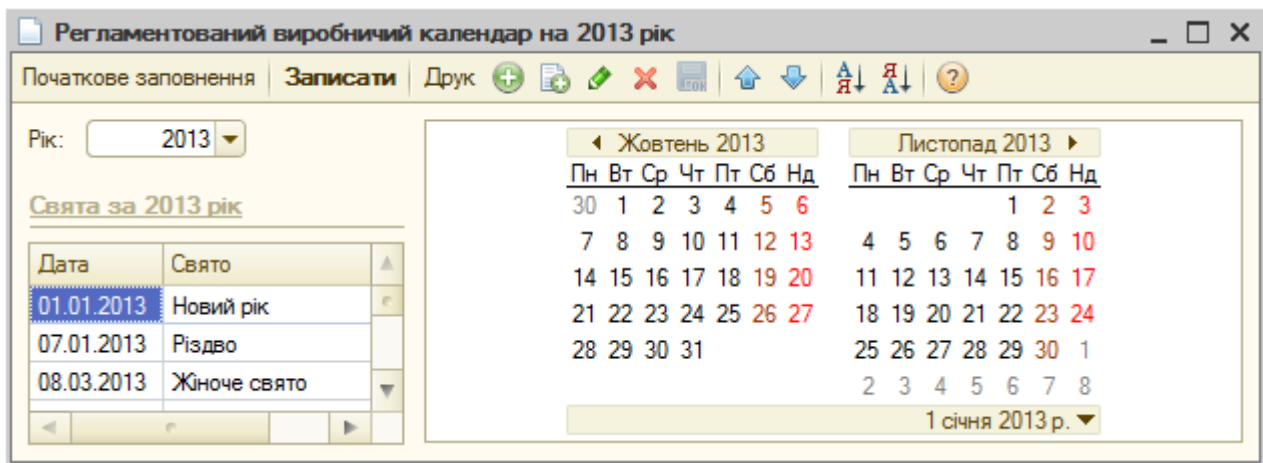 Регламентований виробничий календар на 2013 рік
Початкове заповнення Записати Друк
Рік: 2013
Свята за 2013 рік
Дата Свято
01.01.2013 Новий рік
07.01.2013 Різдво
08.03.2013 Жіноче свято
Жовтень 2013
Пн Вт Ср Чт Пт Сб Нд
30 1 2 3 4 5 6
7 8 9 10 11 12 13
14 15 16 17 18 19 20
21 22 23 24 25 26 27
28 29 30 31
Листопад 2013
Пн Вт Ср Чт Пт Сб Нд
1 2 3
4 5 6 7 8 9 10
11 12 13 14 15 16 17
18 19 20 21 22 23 24
25 26 27 28 29 30 1
2 3 4 5 6 7 8
1 січня 2013 р.